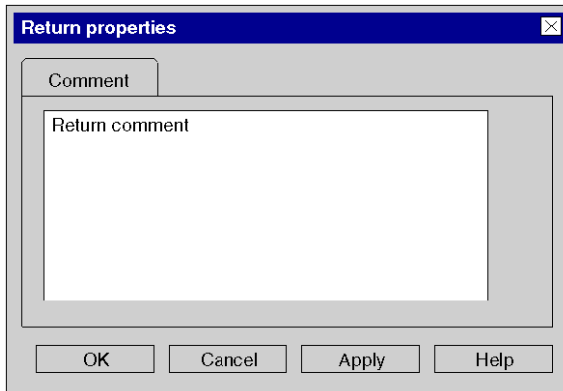 Return properties
Comment
Return comment
OK Cancel Apply Help